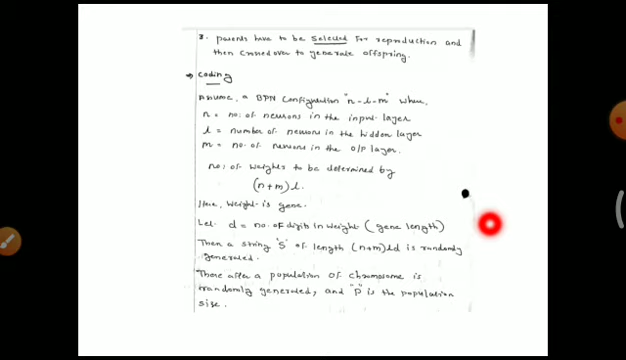 3. parents have to be selected for reproduction and
then crossed over to generate offspring.
→ Coding
Assume, a BPN Configuration "n-l-m" where,
n = no: of neurons in the input layer
l = number of neurons in the hidden layer
m = no. of neurons in the O/P layer.
no: of weights to be determined by
(n+m)l.
Here, weight is gene.
Let d = no. of digits in weight (gene length)
Then a string 'S' of length (n+m)ld is randomly
generated.
There after a population of chromosome is
randomly generated, and "P" is the population
size.